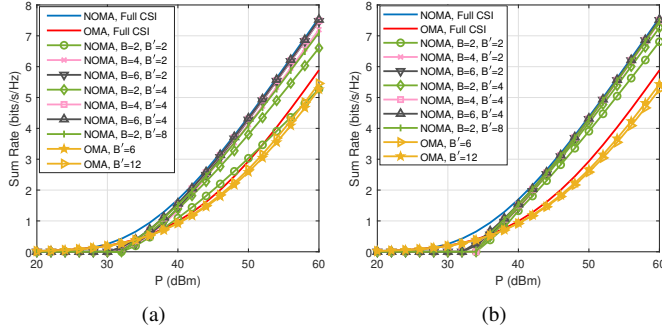 8
7
6
5
4
3
2
1
0
Sum Rate (bits/s/Hz)
NOMA, Full CSI
OMA, Full CSI
NOMA, B=2, B'=2
NOMA, B=4, B'=2
NOMA, B=6, B'=2
NOMA, B=2, B'=4
NOMA, B=4, B'=4
NOMA, B=6, B'=4
NOMA, B=2, B'=8
OMA, B'=6
OMA, B'=12
20 30 40 50 60
P (dBm)
(a)
8
7
6
5
4
3
2
1
0
Sum Rate (bits/s/Hz)
NOMA, Full CSI
OMA, Full CSI
NOMA, B=2, B'=2
NOMA, B=4, B'=2
NOMA, B=6, B'=2
NOMA, B=2, B'=4
NOMA, B=4, B'=4
NOMA, B=6, B'=4
NOMA, B=2, B'=8
OMA, B'=6
OMA, B'=12
20 30 40 50 60
P (dBm)
(b)